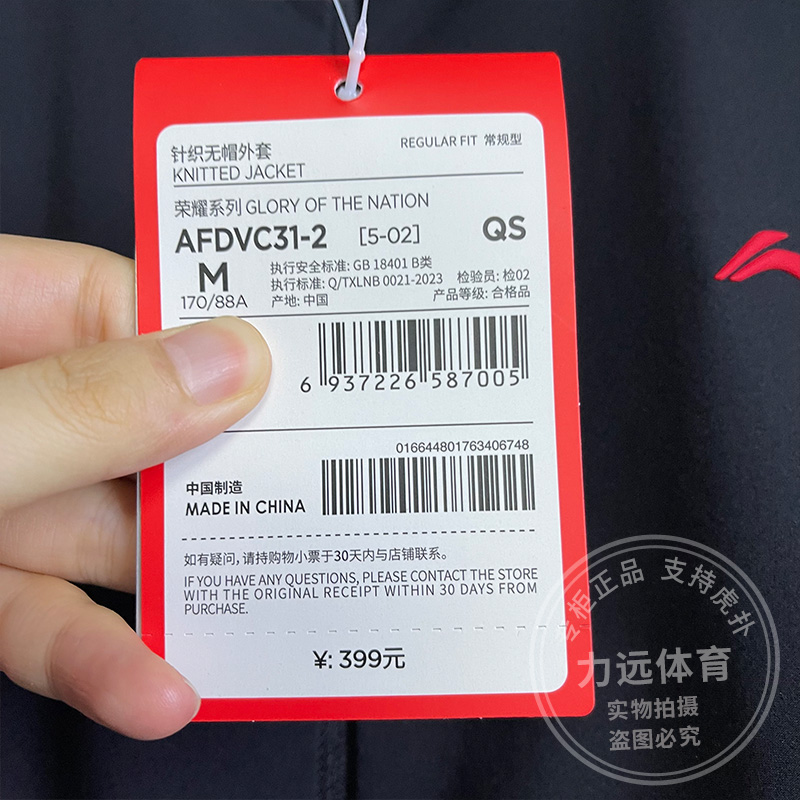 针织无帽外套
KNITTED JACKET
REGULAR FIT 常规型
荣耀系列 GLORY OF THE NATION
AFDVC31-2 [5-02] QS
M
170/88A
执行安全标准: GB 18401 B类
执行标准: Q/TXLNB 0021-2023 检验员: 检02
产地: 中国 产品等级: 合格品
6 937226 587005
016644801763406748
中国制造
MADE IN CHINA
如有疑问,请持购物小票于30天内与店铺联系。
IF YOU HAVE ANY QUESTIONS, PLEASE CONTACT THE STORE
WITH THE ORIGINAL RECEIPT WITHIN 30 DAYS FROM
PURCHASE.
¥: 399元
专柜正品 支持虎扑
力远体育
实物拍摄
盗图必究